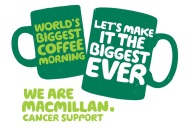 WORLD'S
BIGGEST
COFFEE
MORNING
LET'S MAKE
IT THE
BIGGEST
EVER
WE ARE
MACMILLAN.
CANCER SUPPORT